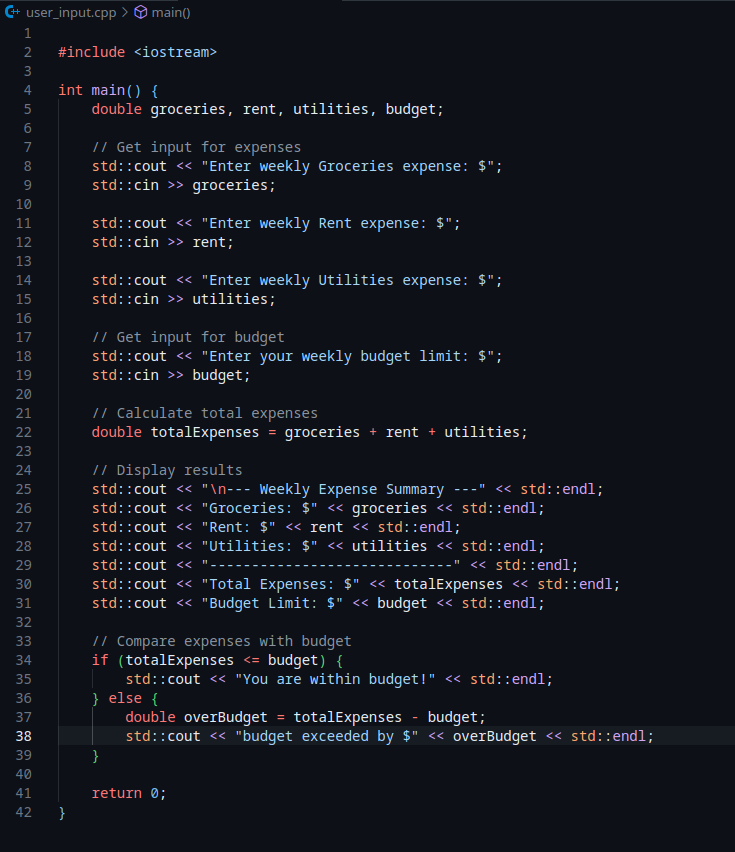 user_input.cpp > main()
1
2 #include <iostream>
3
4 int main() {
5     double groceries, rent, utilities, budget;
6
7     // Get input for expenses
8     std::cout << "Enter weekly Groceries expense: $";
9     std::cin >> groceries;
10
11     std::cout << "Enter weekly Rent expense: $";
12     std::cin >> rent;
13
14     std::cout << "Enter weekly Utilities expense: $";
15     std::cin >> utilities;
16
17     // Get input for budget
18     std::cout << "Enter your weekly budget limit: $";
19     std::cin >> budget;
20
21     // Calculate total expenses
22     double totalExpenses = groceries + rent + utilities;
23
24     // Display results
25     std::cout << "\n--- Weekly Expense Summary ---" << std::endl;
26     std::cout << "Groceries: $" << groceries << std::endl;
27     std::cout << "Rent: $" << rent << std::endl;
28     std::cout << "Utilities: $" << utilities << std::endl;
29     std::cout << "-----------------------------" << std::endl;
30     std::cout << "Total Expenses: $" << totalExpenses << std::endl;
31     std::cout << "Budget Limit: $" << budget << std::endl;
32
33     // Compare expenses with budget
34     if (totalExpenses <= budget) {
35         std::cout << "You are within budget!" << std::endl;
36     } else {
37         double overBudget = totalExpenses - budget;
38         std::cout << "budget exceeded by $" << overBudget << std::endl;
39     }
40
41     return 0;
42 }